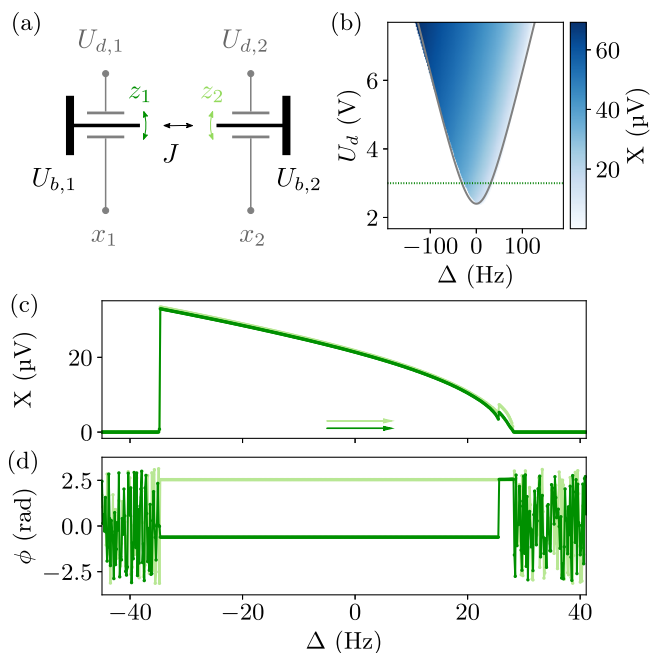 (a)
U_{d,1}
U_{d,2}
z_1
z_2
J
U_{b,1}
U_{b,2}
x_1
x_2
(b)
6
4
2
U_d (V)
−100
0
100
Δ (Hz)
60
40
20
X (µV)
(c)
20
0
X (µV)
(d)
2.5
0.0
−2.5
ϕ (rad)
−40
−20
0
20
40
Δ (Hz)